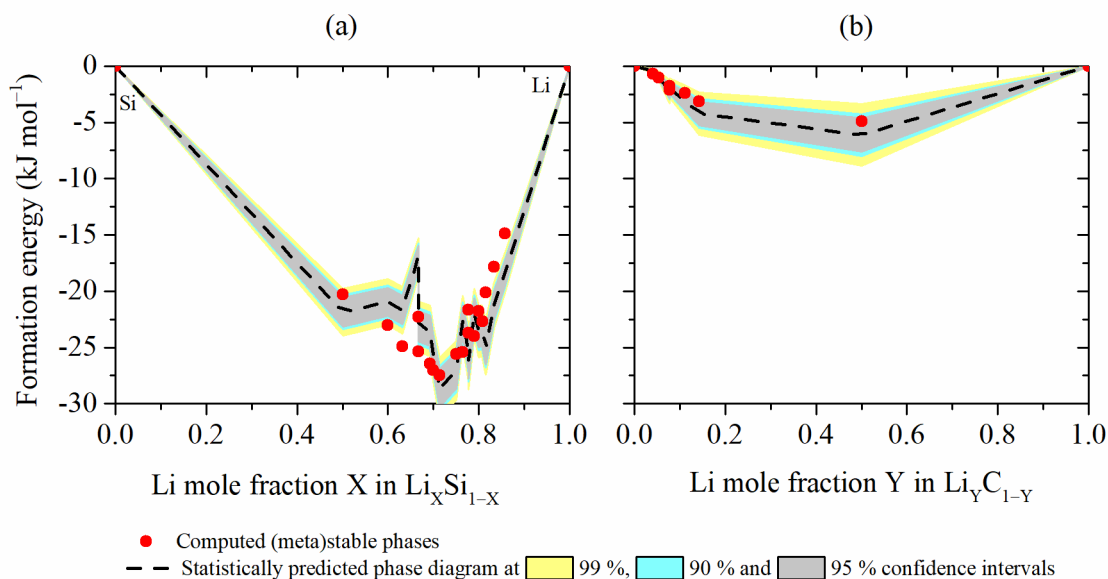 (a)
(b)
Formation energy (kJ mol⁻¹)
0
-5
-10
-15
-20
-25
-30
Si
Li
0.0 0.2 0.4 0.6 0.8 1.0
0.0 0.2 0.4 0.6 0.8 1.0
Li mole fraction X in LiₓSi₁₋ₓ
Li mole fraction Y in Li_YC_{1−Y}
Computed (meta)stable phases
Statistically predicted phase diagram at 99 %, 90 % and 95 % confidence intervals